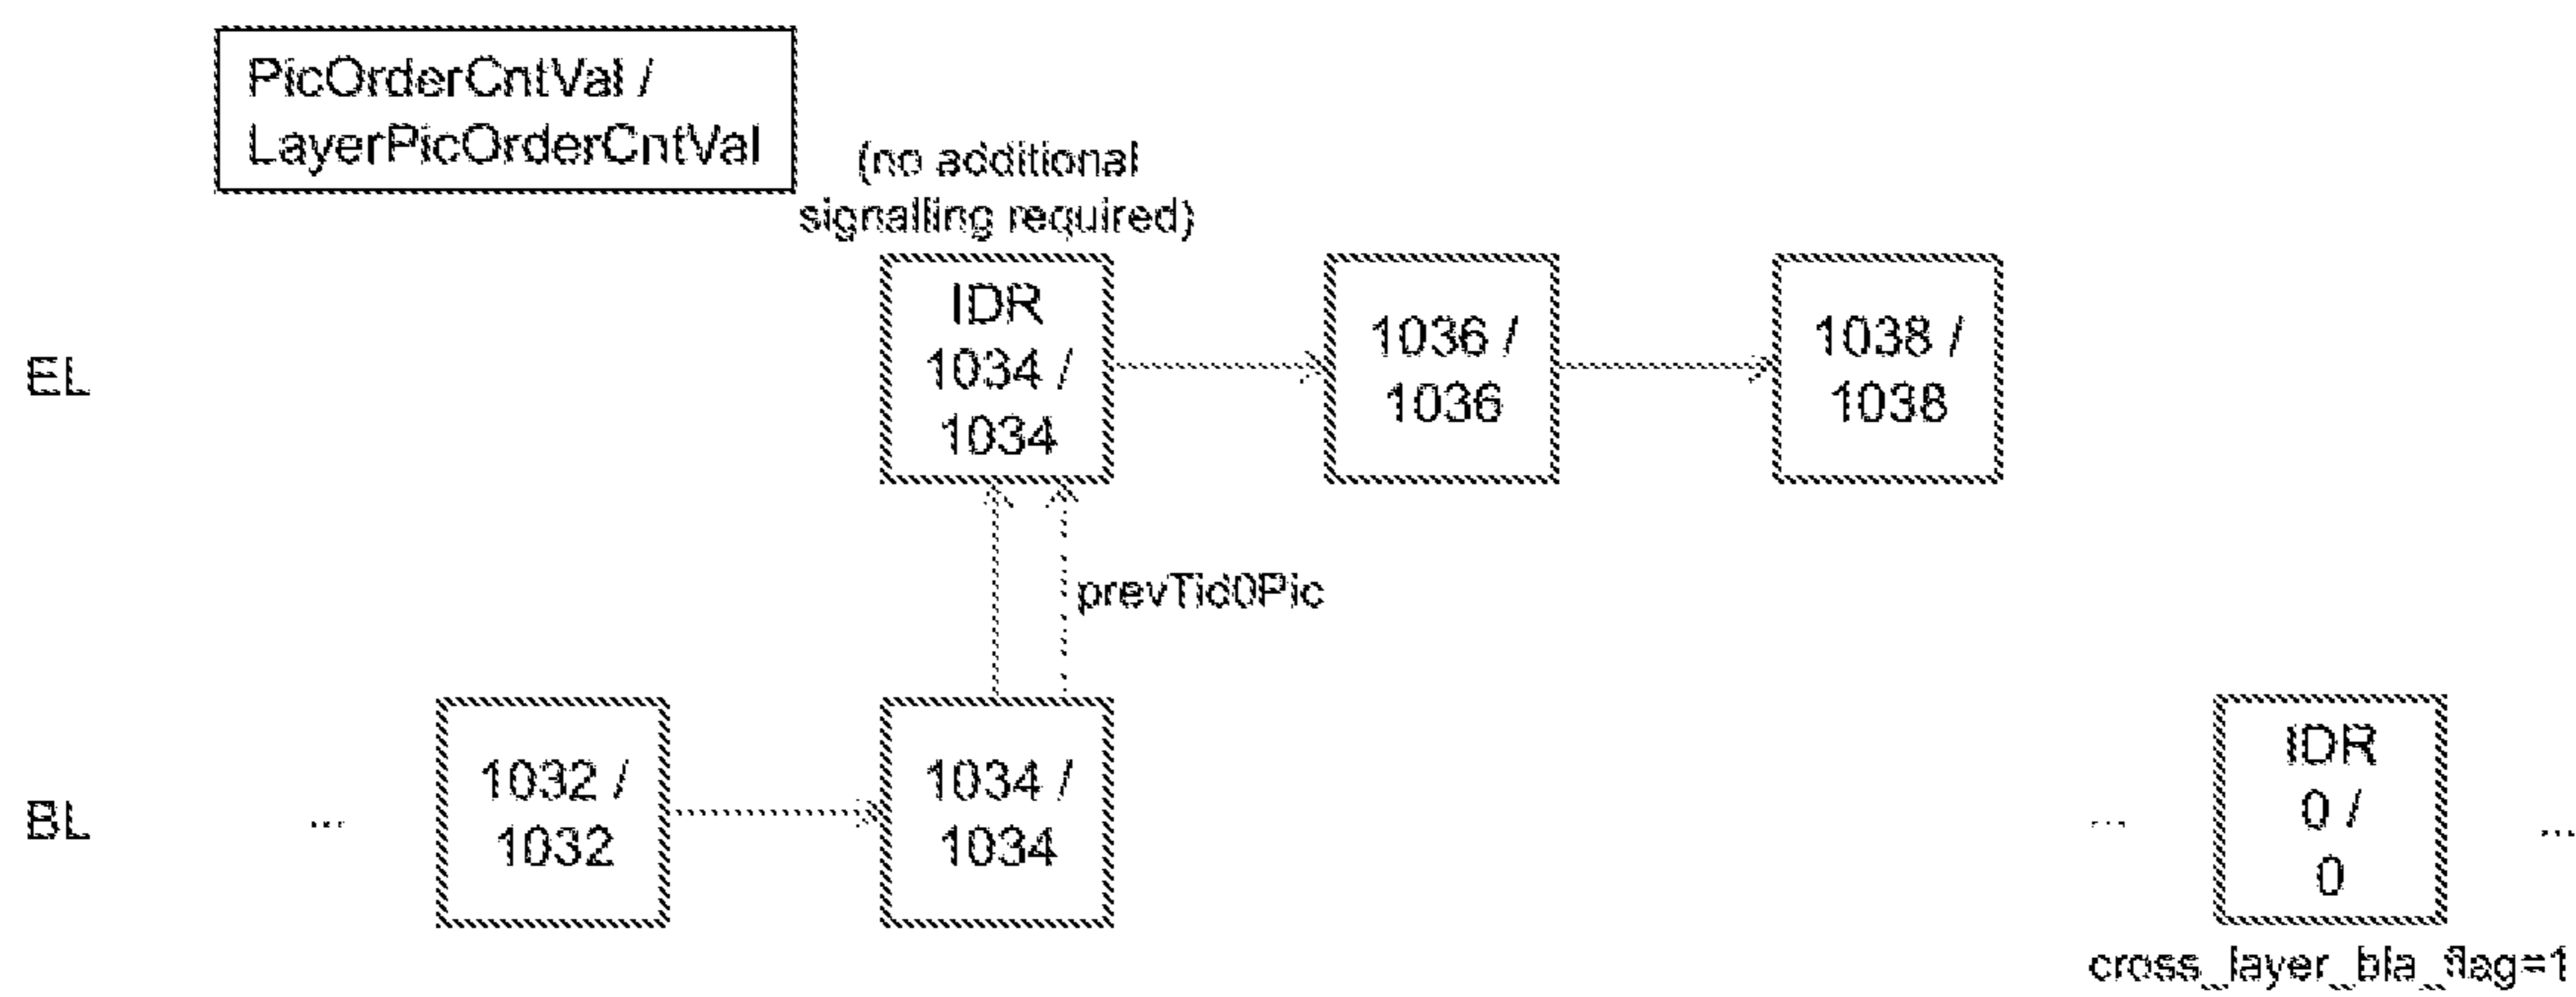 PicOrderCntVal /
LayerPicOrderCntVal
(no additional
signalling required)
EL
IDR
1034 /
1034
1036 /
1036
1038 /
1038
prevTid0Pic
BL
...
1032 /
1032
1034 /
1034
...
IDR
0 /
0
...
cross_layer_bla_flag=1